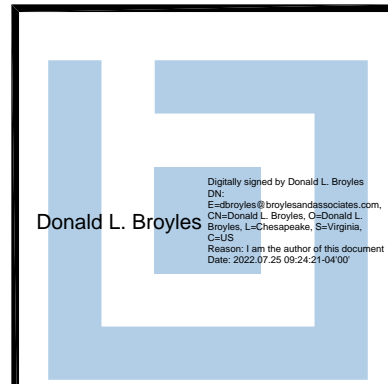 Donald L. Broyles
Digitally signed by Donald L. Broyles
DN:
E=dbroyles@broylesandassociates.com,
CN=Donald L. Broyles, O=Donald L.
Broyles, L=Chesapeake, S=Virginia,
C=US
Reason: I am the author of this document
Date: 2022.07.25 09:24:21-04'00'